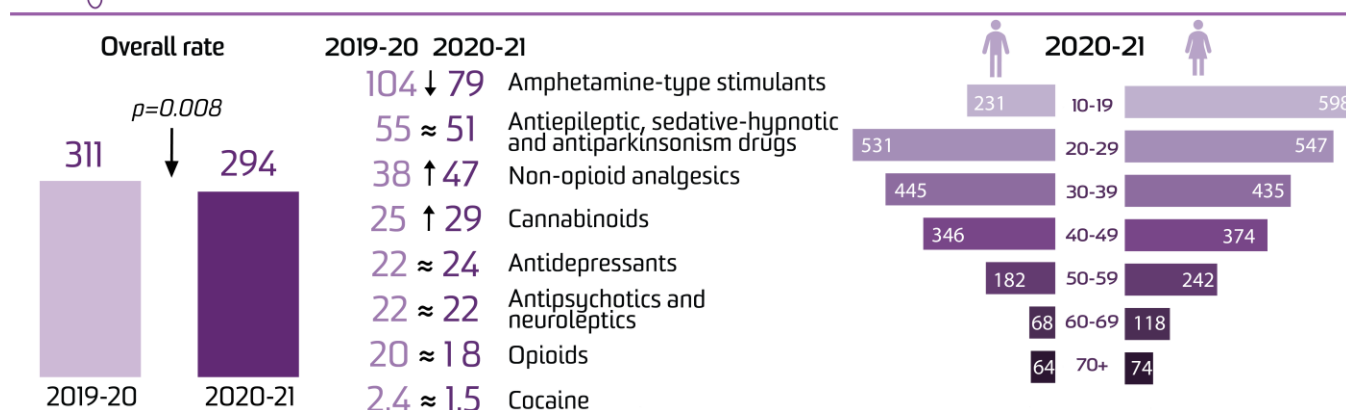 Overall rate
p=0.008
311
294
2019-20
2020-21
2019-20 2020-21
104 ↓ 79 Amphetamine-type stimulants
55 ≈ 51 Antiepileptic, sedative-hypnotic
and antiparkinsonism drugs
38 ↑ 47 Non-opioid analgesics
25 ↑ 29 Cannabinoids
22 ≈ 24 Antidepressants
22 ≈ 22 Antipsychotics and
neuroleptics
20 ≈ 18 Opioids
2.4 ≈ 1.5 Cocaine
2020-21
231 10-19 598
531 20-29 547
445 30-39 435
346 40-49 374
182 50-59 242
68 60-69 118
64 70+ 74